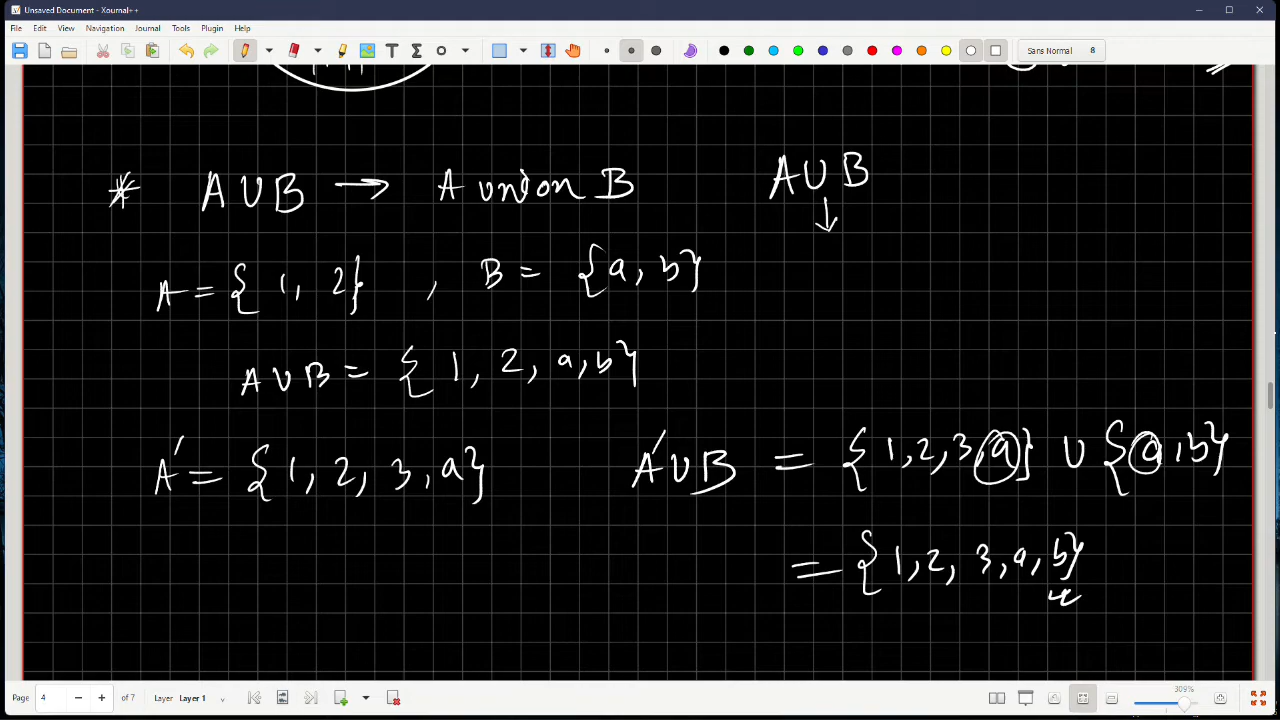 Unsaved Document - Xournal++
File Edit View Navigation Journal Tools Plugin Help
Sans Normal 8
* A ∪ B → A union B
A ∪ B
↓
A = { 1, 2} , B = {a, b}
A ∪ B = { 1, 2, a, b}
A' = {1, 2, 3, a}
A' ∪ B = {1, 2, 3, a} ∪ {a, b}
= {1, 2, 3, a, b}
Page 4 of 7 Layer Layer 1
309%